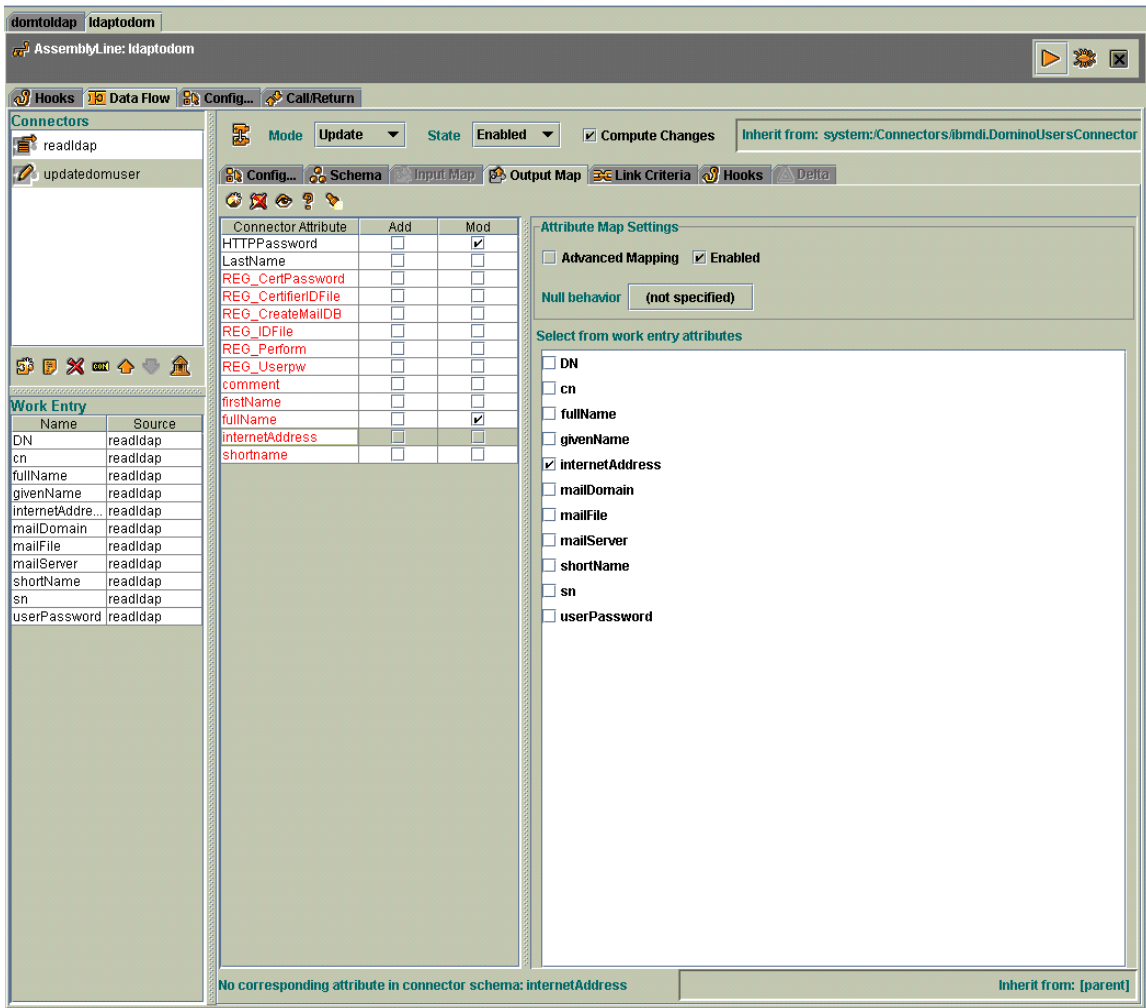 domtoldap ldaptodom
AssemblyLine: ldaptodom
Hooks Data Flow Config... Call/Return
Connectors
readldap
updatedomuser
Work Entry
Name Source
DN readldap
cn readldap
fullName readldap
givenName readldap
internetAddre... readldap
mailDomain readldap
mailFile readldap
mailServer readldap
shortName readldap
sn readldap
userPassword readldap
Mode Update State Enabled Compute Changes Inherit from: system:/Connectors/ibmdi.DominoUsersConnector
Config... Schema Input Map Output Map Link Criteria Hooks Delta
Connector Attribute Add Mod
HTTPPassword
LastName
REG_CertPassword
REG_CertifierIDFile
REG_CreateMailDB
REG_IDFile
REG_Perform
REG_Userpw
comment
firstName
fullName
internetAddress
shortname
Attribute Map Settings
Advanced Mapping Enabled
Null behavior (not specified)
Select from work entry attributes
DN
cn
fullName
givenName
internetAddress
mailDomain
mailFile
mailServer
shortName
sn
userPassword
No corresponding attribute in connector schema: internetAddress Inherit from: [parent]